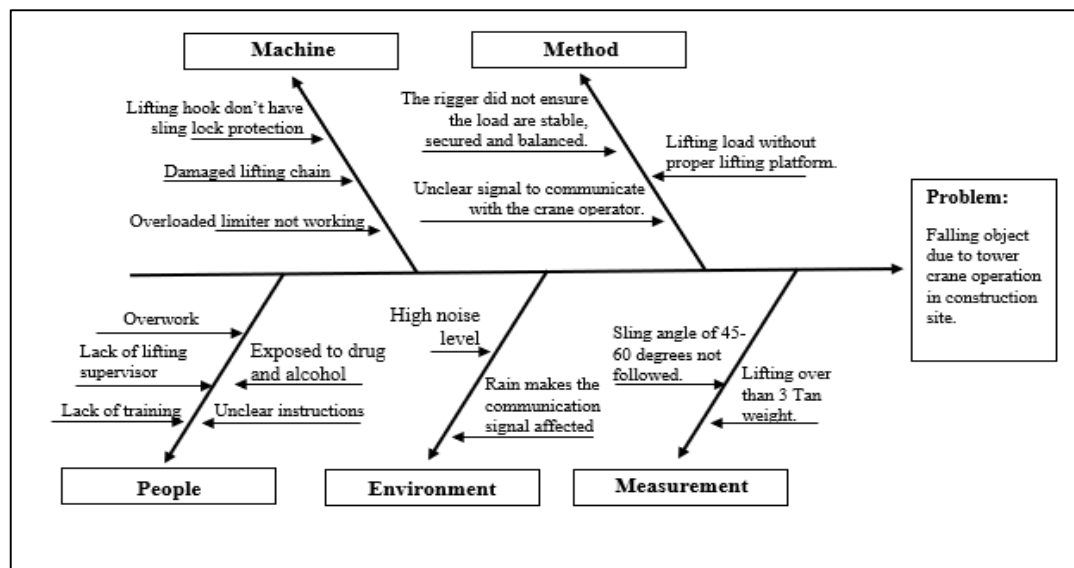 Machine
Method
Lifting hook don't have
sling lock protection
Damaged lifting chain
Overloaded limiter not working
The rigger did not ensure
the load are stable,
secured and balanced.
Unclear signal to communicate
with the crane operator.
Lifting load without
proper lifting platform.
Problem:
Falling object
due to tower
crane operation
in construction
site.
Overwork
Lack of lifting
supervisor
Lack of training
Exposed to drug
and alcohol
Unclear instructions
High noise
level
Rain makes the
communication
signal affected
Sling angle of 45-
60 degrees not
followed.
Lifting over
than 3 Tan
weight.
People
Environment
Measurement